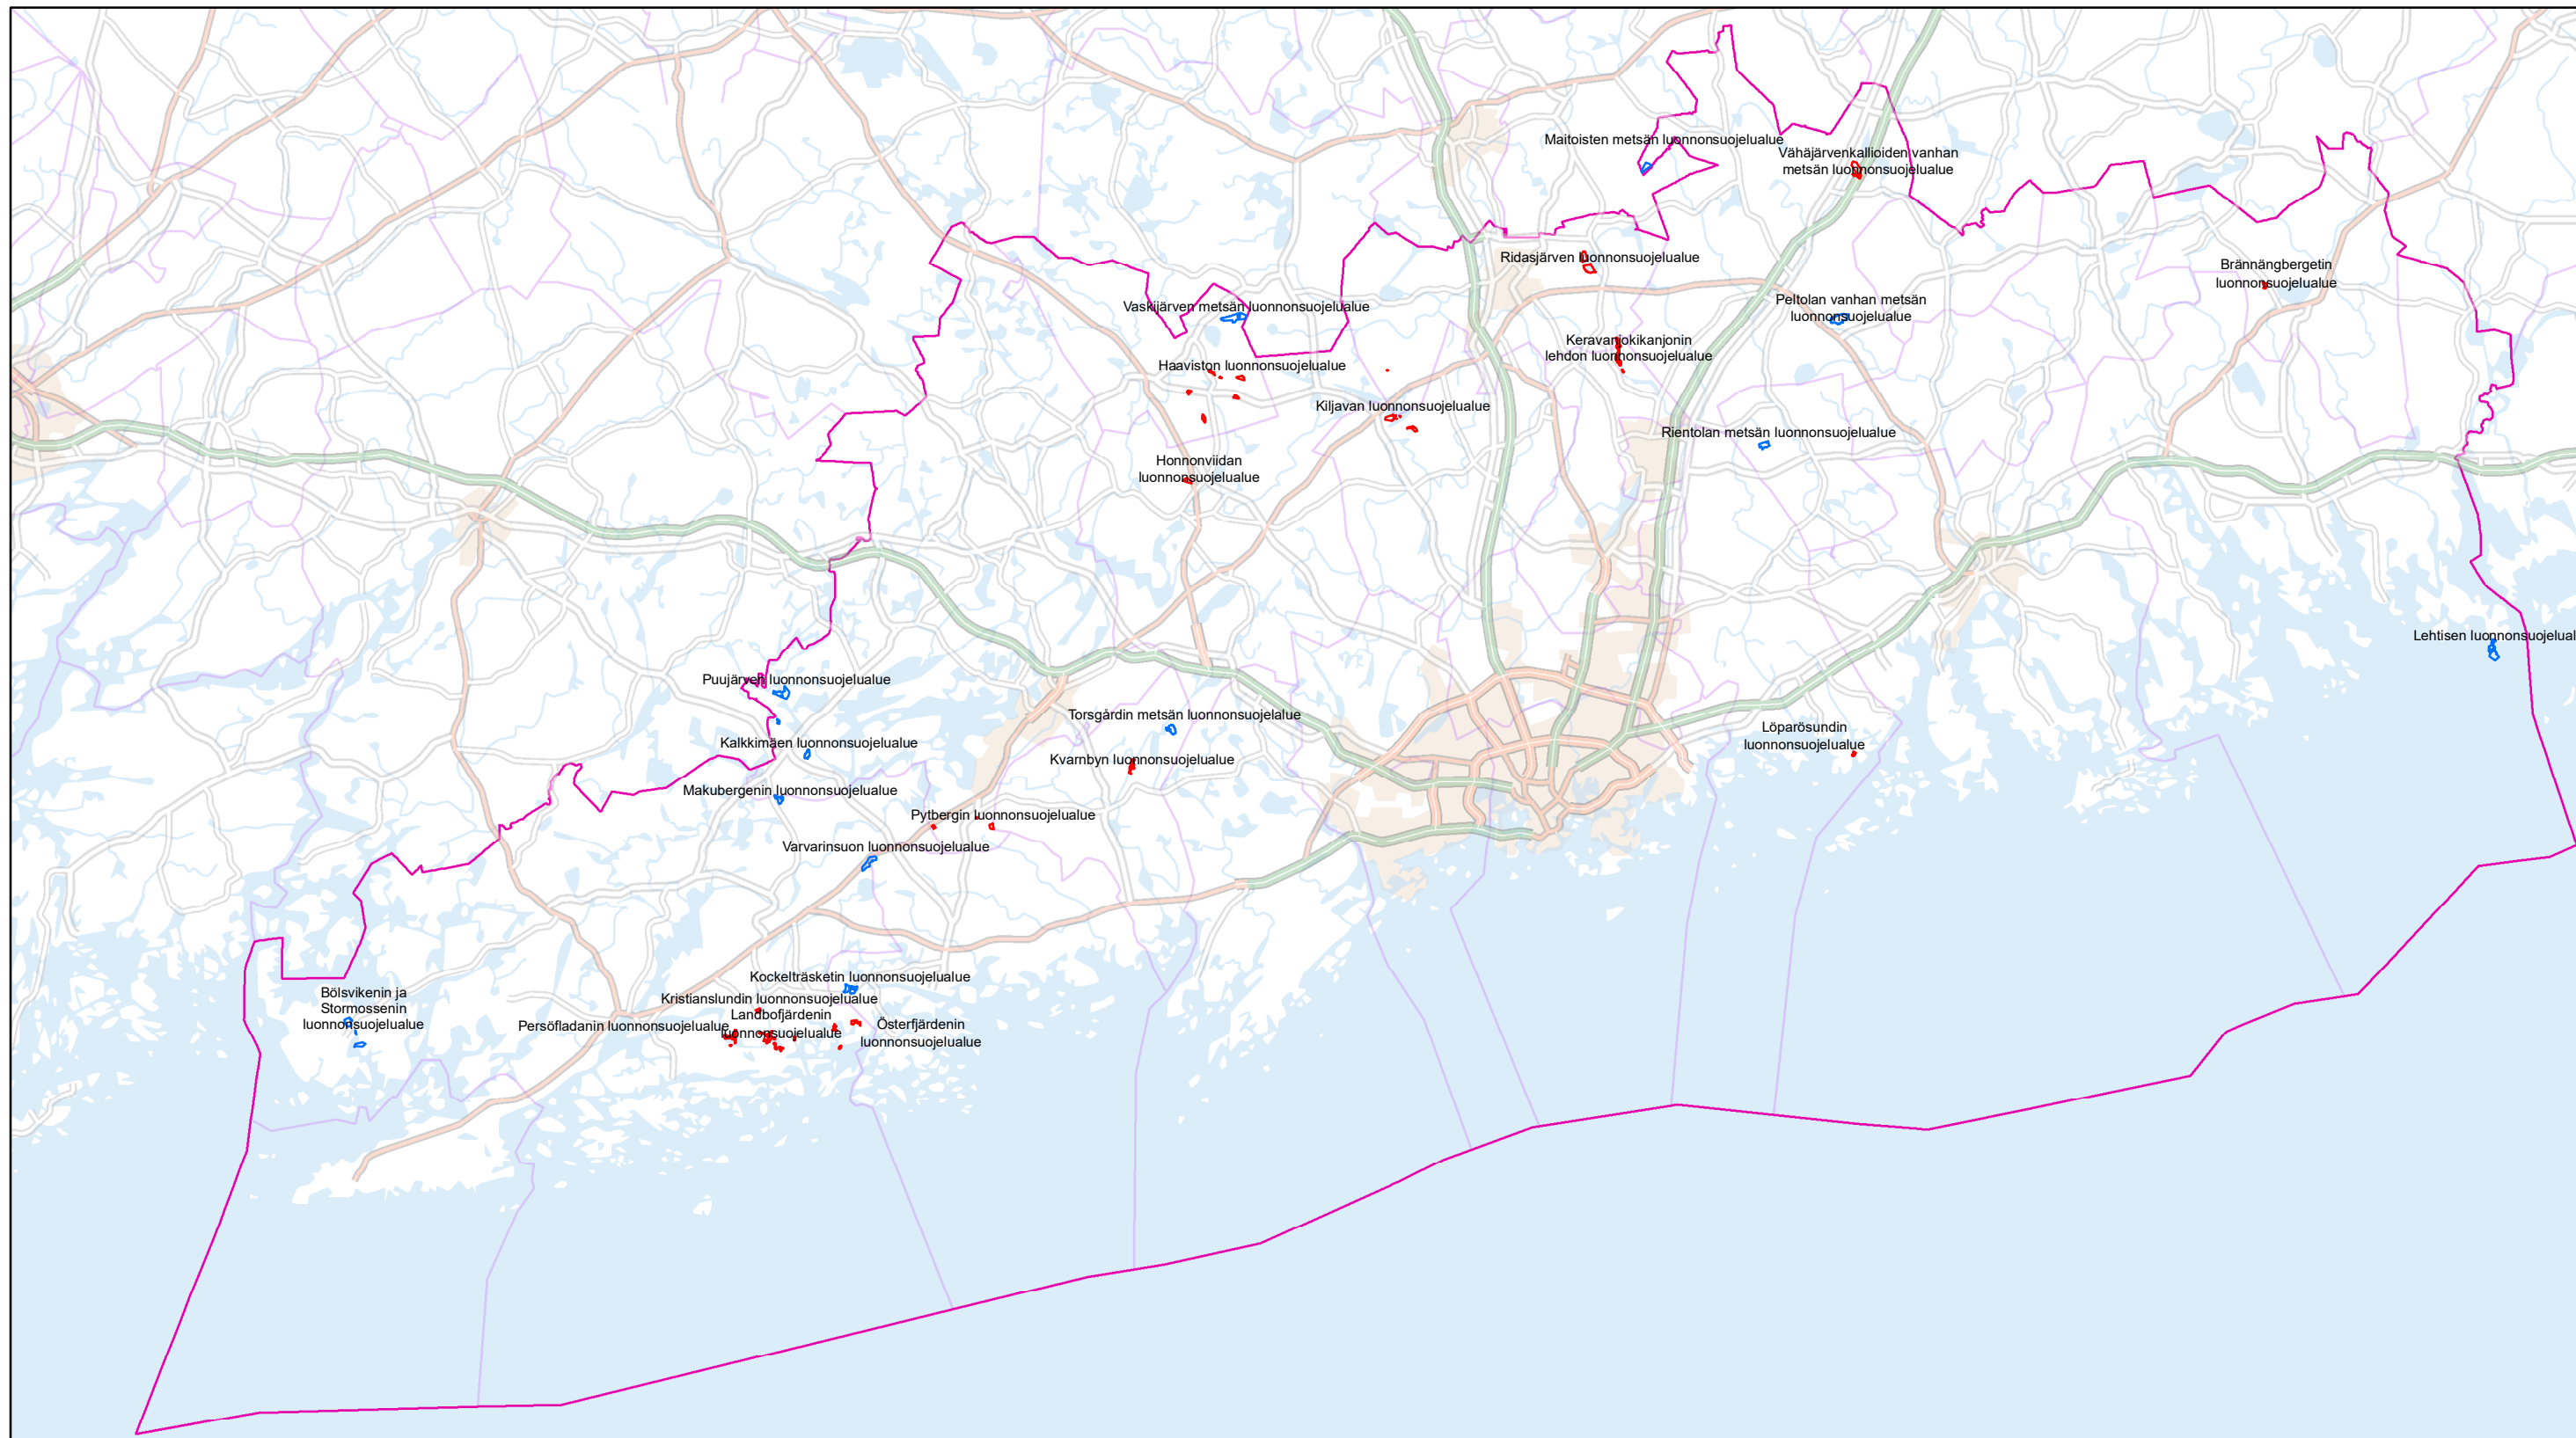 Maitoisten metsän luonnonsuojelualue
Vähäjärvenkallioiden vanhan
metsän luonnonsuojelualue
Ridasjärven luonnonsuojelualue
Brännängbergetin
luonnonsuojelualue
Vaskijärven metsän luonnonsuojelualue
Peltolan vanhan metsän
luonnonsuojelualue
Keravanjokikanjonin
lehdon luonnonsuojelualue
Haaviston luonnonsuojelualue
Kiljavan luonnonsuojelualue
Rientolan metsän luonnonsuojelualue
Honnonviidan
luonnonsuojelualue
Lehtisen luonnonsuojelual
Puujärven luonnonsuojelualue
Torsgårdin metsän luonnonsuojelalue
Löparösundin
luonnonsuojelualue
Kalkkimäen luonnonsuojelualue
Kvarnbyn luonnonsuojelualue
Makubergenin luonnonsuojelualue
Pytbergin luonnonsuojelualue
Varvarinsuon luonnonsuojelualue
Kockelträsketin luonnonsuojelualue
Bölsvikenin ja
Stormossenin
luonnonsuojelualue
Kristianslundin luonnonsuojelualue
Landbofjärdenin
luonnonsuojelualue
Persöfladanin luonnonsuojelualue
Österfjärdenin
luonnonsuojelualue